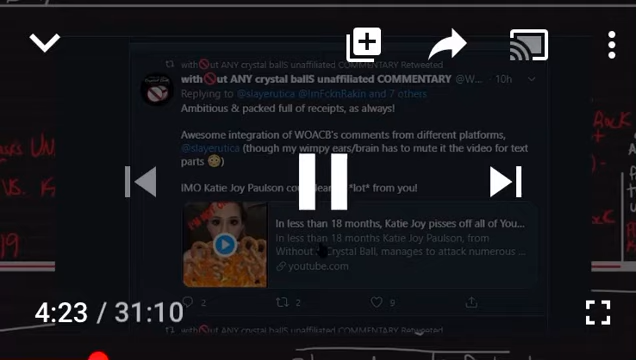 with🚫ut ANY crystal ballS unaffiliated COMMENTARY Retweeted
with🚫ut ANY crystal ballS unaffiliated COMMENTARY @W... · 10h
Replying to @slayerutica @ImFcknRakin and 7 others
Ambitious & packed full of receipts, as always!
Awesome integration of WOACB's comments from different platforms,
@slayerutica (though my wimpy ears/brain has to mute it the video for text
parts 😳)
IMO Katie Joy Paulson *lot* from you!
In less than 18 months, Katie Joy pisses off all of You...
In less than 18 months Katie Joy Paulson, from
Without a Crystal Ball, manages to attack numerous ...
youtube.com
2 2 9
with🚫ut ANY crystal ballS unaffiliated COMMENTARY Retweeted
VS.
4:23 / 31:10